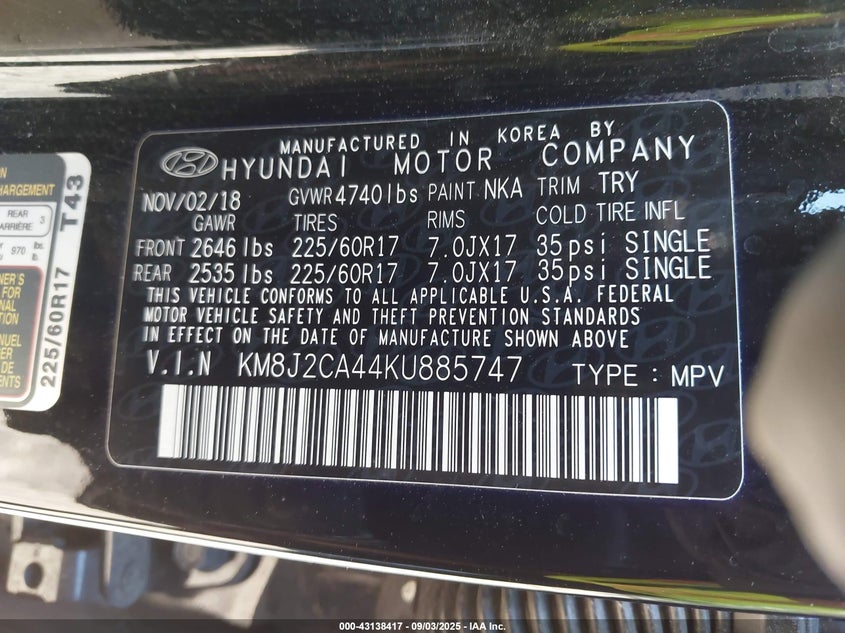 MANUFACTURED IN KOREA BY
HYUNDAI MOTOR COMPANY
NOV/02/18 GVWR 4740lbs PAINT NKA TRIM TRY
GAWR TIRES RIMS COLD TIRE INFL
FRONT 2646 lbs 225/60R17 7.0JX17 35psi SINGLE
REAR 2535 lbs 225/60R17 7.0JX17 35psi SINGLE
THIS VEHICLE CONFORMS TO ALL APPLICABLE U.S.A. FEDERAL
MOTOR VEHICLE SAFETY AND THEFT PREVENTION STANDARDS
IN EFFECT ON THE DATE OF MANUFACTURE SHOWN ABOVE
V.I.N KM8J2CA44KU885747 TYPE : MPV
REAR 3
970 lbs.
225/60R17 T43
000-43138417 - 09/03/2025 - IAA, Inc.